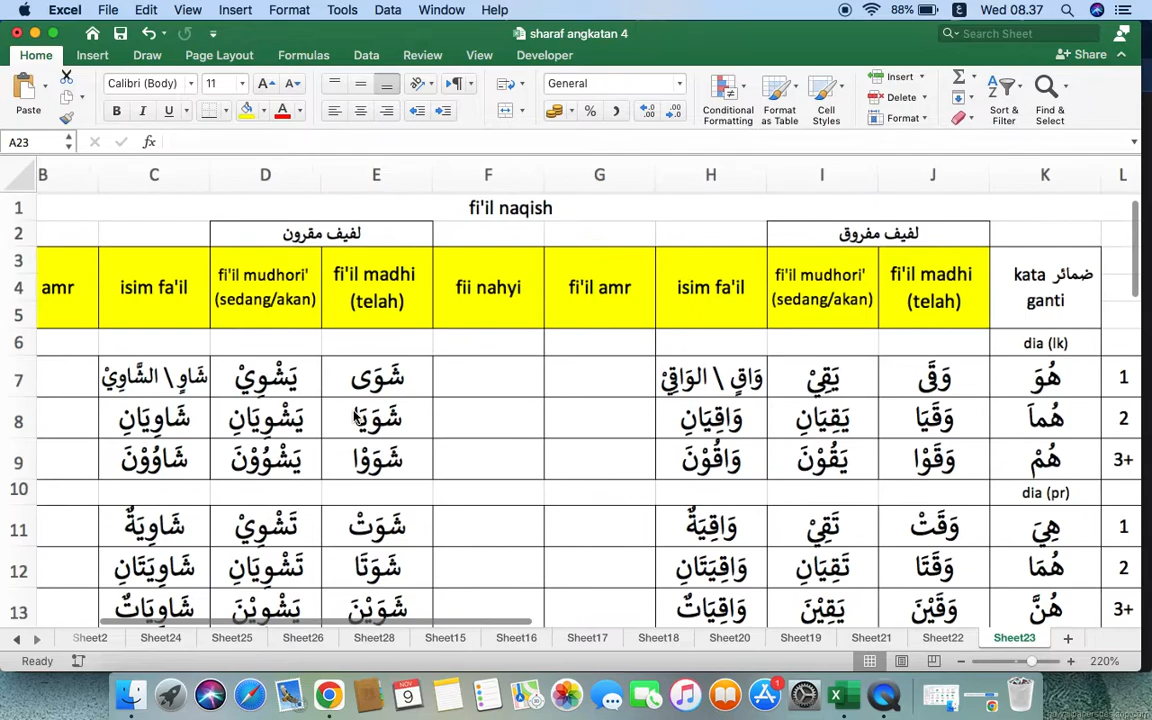 Excel File Edit View Insert Format Tools Data Window Help 88% ع Wed 08.37
sharaf angkatan 4 Search Sheet
Home Insert Draw Page Layout Formulas Data Review View Developer Share
Paste Calibri (Body) 11 General Conditional Formatting Format as Table Cell Styles Insert Delete Format Sort & Filter Find & Select
A23 fx
B C D E F G H I J K L
1 fi'il naqish
2 لفيف مقرون لفيف مفروق
3
4
5
amr isim fa'il fi'il mudhori' (sedang/akan) fi'il madhi (telah) fii nahyi fi'il amr isim fa'il fi'il mudhori' (sedang/akan) fi'il madhi (telah) kata ضمائر ganti
6 dia (lk)
7 شَاوٍ \ الشَّاوِيْ يَشْوِيْ شَوَى وَاقٍ \ الوَاقِيْ يَقِيْ وَقَى هُوَ 1
8 شَاوِيَانِ يَشْوِيَانِ شَوَيَا وَاقِيَانِ يَقِيَانِ وَقَيَا هُماَ 2
9 شَاوُوْنَ يَشْوُوْنَ شَوَوْا وَاقُوْنَ يَقُوْنَ وَقَوْا هُمْ 3+
10 dia (pr)
11 شَاوِيَةٌ تَشْوِيْ شَوَتْ وَاقِيَةٌ تَقِيْ وَقَتْ هِيَ 1
12 شَاوِيَتَانِ تَشْوِيَانِ شَوَتَا وَاقِيَتَانِ تَقِيَانِ وَقَتَا هُمَا 2
13 شَاوِيَاتٌ يَشْوِيْنَ شَوَيْنَ وَاقِيَاتٌ يَقِيْنَ وَقَيْنَ هُنَّ 3+
Sheet2 Sheet24 Sheet25 Sheet26 Sheet28 Sheet15 Sheet16 Sheet17 Sheet18 Sheet20 Sheet19 Sheet21 Sheet22 Sheet23
Ready 220%
NOV 9 1